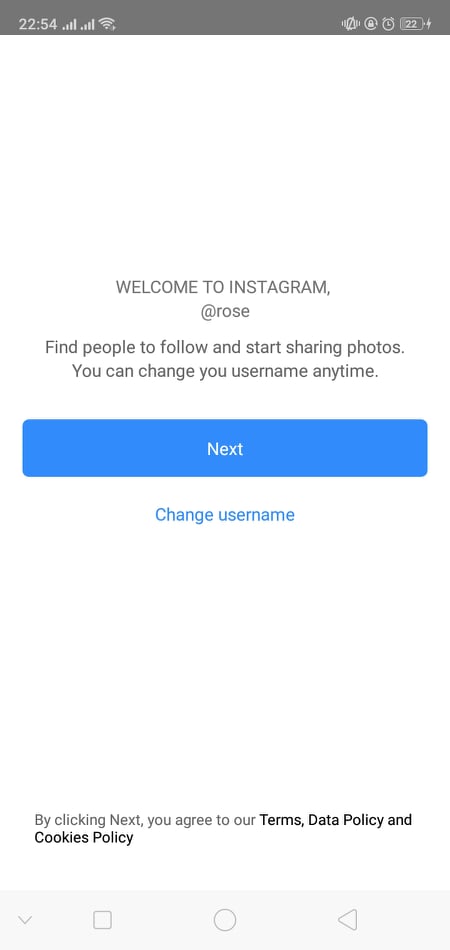 22:54 22
WELCOME TO INSTAGRAM,
@rose
Find people to follow and start sharing photos.
You can change you username anytime.
Next
Change username
By clicking Next, you agree to our Terms, Data Policy and
Cookies Policy